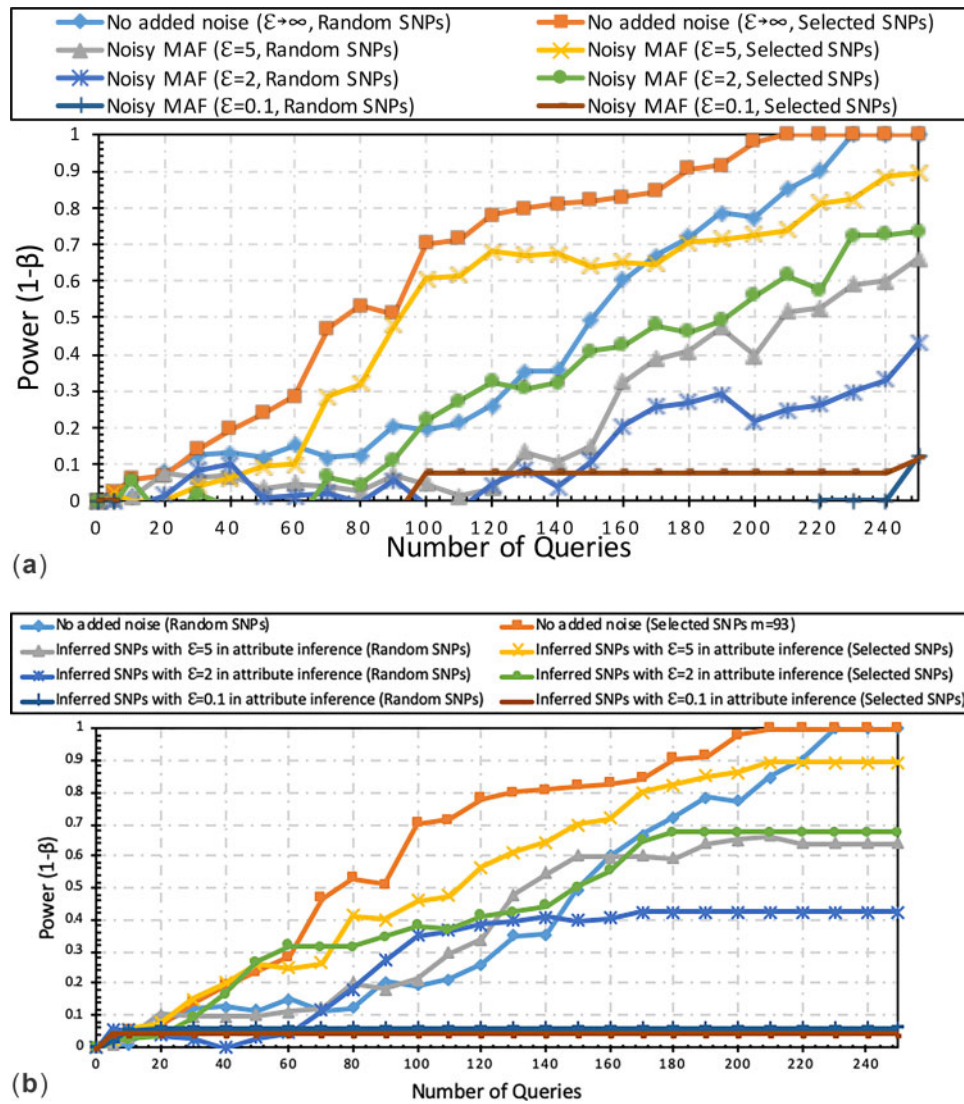 No added noise (Ɛ→∞, Random SNPs) No added noise (Ɛ→∞, Selected SNPs)
Noisy MAF (Ɛ=5, Random SNPs) Noisy MAF (Ɛ=5, Selected SNPs)
Noisy MAF (Ɛ=2, Random SNPs) Noisy MAF (Ɛ=2, Selected SNPs)
Noisy MAF (Ɛ=0.1, Random SNPs) Noisy MAF (Ɛ=0.1, Selected SNPs)
1
0.9
0.8
0.7
0.6
0.5
0.4
0.3
0.2
0.1
0
Power (1-β)
0 20 40 60 80 100 120 140 160 180 200 220 240
Number of Queries
(a)
No added noise (Random SNPs) No added noise (Selected SNPs m=93)
Inferred SNPs with Ɛ=5 in attribute inference (Random SNPs) Inferred SNPs with Ɛ=5 in attribute inference (Selected SNPs)
Inferred SNPs with Ɛ=2 in attribute inference (Random SNPs) Inferred SNPs with Ɛ=2 in attribute inference (Selected SNPs)
Inferred SNPs with Ɛ=0.1 in attribute inference (Random SNPs) Inferred SNPs with Ɛ=0.1 in attribute inference (Selected SNPs)
1
0.9
0.8
0.7
0.6
0.5
0.4
0.3
0.2
0.1
0
Power (1-β)
0 20 40 60 80 100 120 140 160 180 200 220 240
Number of Queries
(b)